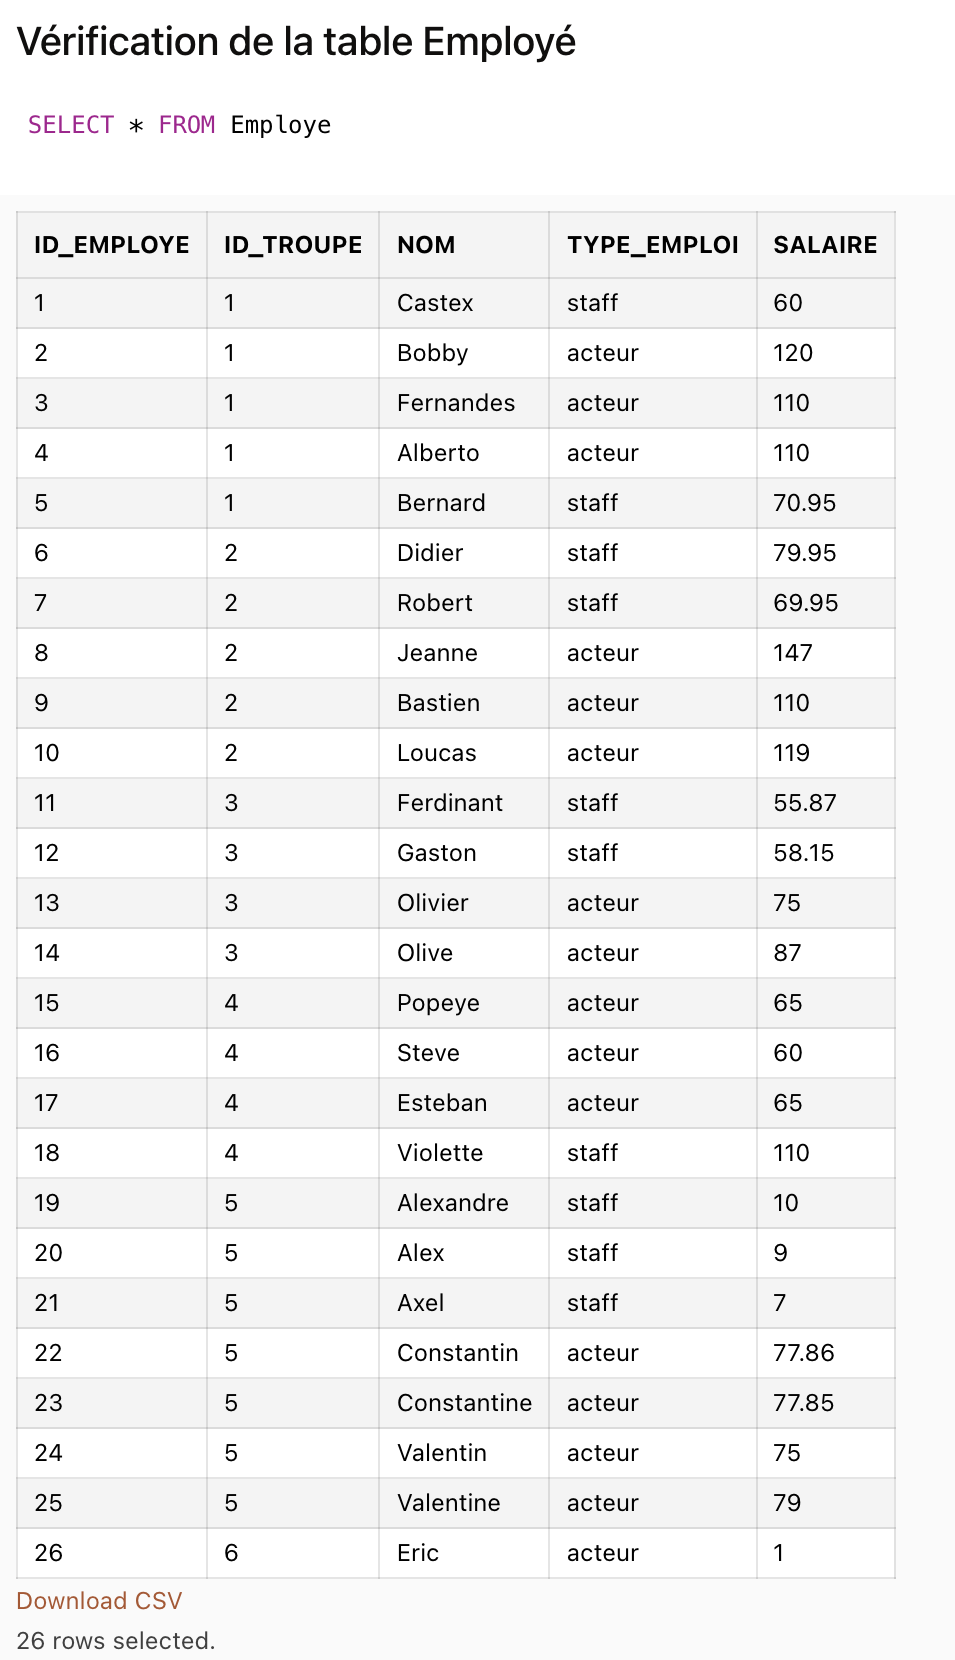 Vérification de la table Employé
SELECT * FROM Employe
ID_EMPLOYE ID_TROUPE NOM TYPE_EMPLOI SALAIRE
1 1 Castex staff 60
2 1 Bobby acteur 120
3 1 Fernandes acteur 110
4 1 Alberto acteur 110
5 1 Bernard staff 70.95
6 2 Didier staff 79.95
7 2 Robert staff 69.95
8 2 Jeanne acteur 147
9 2 Bastien acteur 110
10 2 Loucas acteur 119
11 3 Ferdinant staff 55.87
12 3 Gaston staff 58.15
13 3 Olivier acteur 75
14 3 Olive acteur 87
15 4 Popeye acteur 65
16 4 Steve acteur 60
17 4 Esteban acteur 65
18 4 Violette staff 110
19 5 Alexandre staff 10
20 5 Alex staff 9
21 5 Axel staff 7
22 5 Constantin acteur 77.86
23 5 Constantine acteur 77.85
24 5 Valentin acteur 75
25 5 Valentine acteur 79
26 6 Eric acteur 1
Download CSV
26 rows selected.